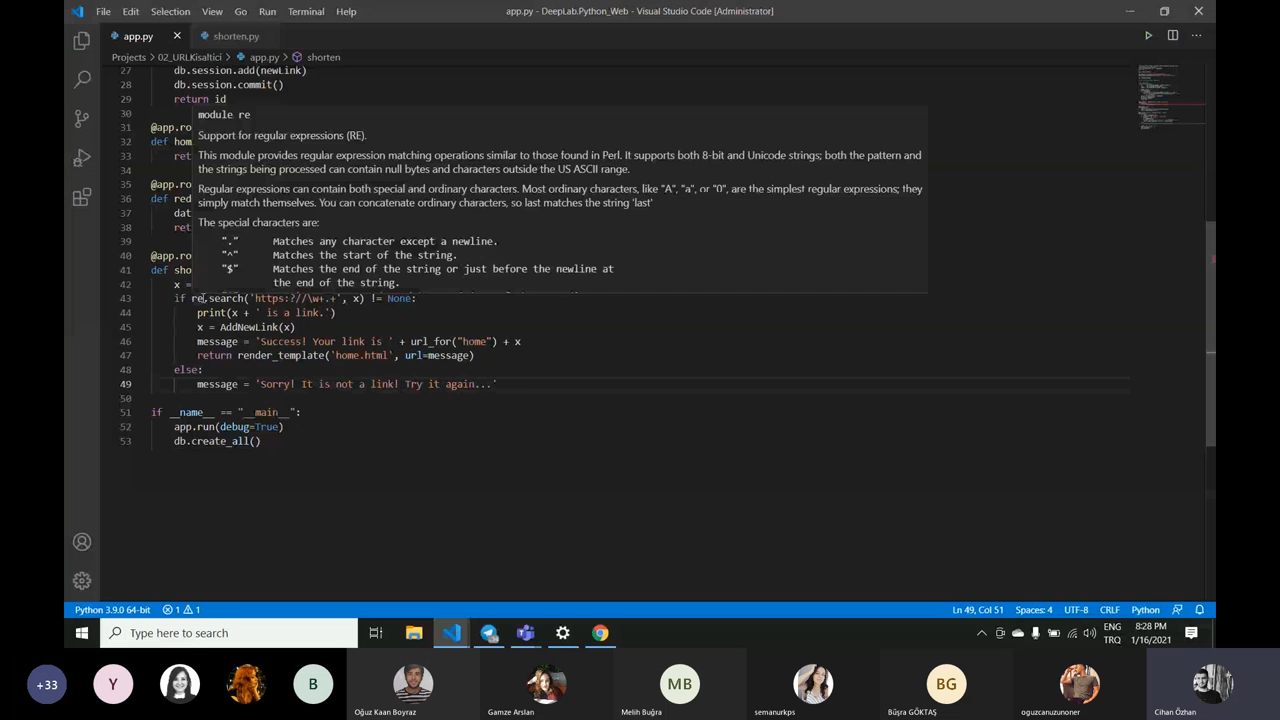 File Edit Selection View Go Run Terminal Help
app.py - DeepLab.Python_Web - Visual Studio Code [Administrator]
app.py
shorten.py
Projects > 02_URLKisaltici > app.py > shorten
27 db.session.add(newLink)
28 db.session.commit()
29 return id
30
module re
Support for regular expressions (RE).
This module provides regular expression matching operations similar to those found in Perl. It supports both 8-bit and Unicode strings; both the pattern and
the strings being processed can contain null bytes and characters outside the US ASCII range.
Regular expressions can contain both special and ordinary characters. Most ordinary characters, like "A", "a", or "0", are the simplest regular expressions; they
simply match themselves. You can concatenate ordinary characters, so last matches the string 'last'
The special characters are:
"." Matches any character except a newline.
"^" Matches the start of the string.
"$" Matches the end of the string or just before the newline at
the end of the string.
31 @app.ro
32 def hom
33 ret
34
35 @app.ro
36 def red
37 dat
38 ret
39
40 @app.ro
41 def sho
42 x =
43 if re.search('https:?//\w+.+', x) != None:
44 print(x + ' is a link.')
45 x = AddNewLink(x)
46 message = 'Success! Your link is ' + url_for("home") + x
47 return render_template('home.html', url=message)
48 else:
49 message = 'Sorry! It is not a link! Try it again...'
50
51 if __name__ == "__main__":
52 app.run(debug=True)
53 db.create_all()
Python 3.9.0 64-bit 1 1
Ln 49, Col 51 Spaces: 4 UTF-8 CRLF Python
Type here to search
ENG 8:28 PM
TRQ 1/16/2021
+33 Y B MB BG
Oğuz Kaan Boyraz Gamze Arslan Melih Buğra semanurkps Büşra GÖKTAŞ oguzcanuzunoner Cihan Özhan